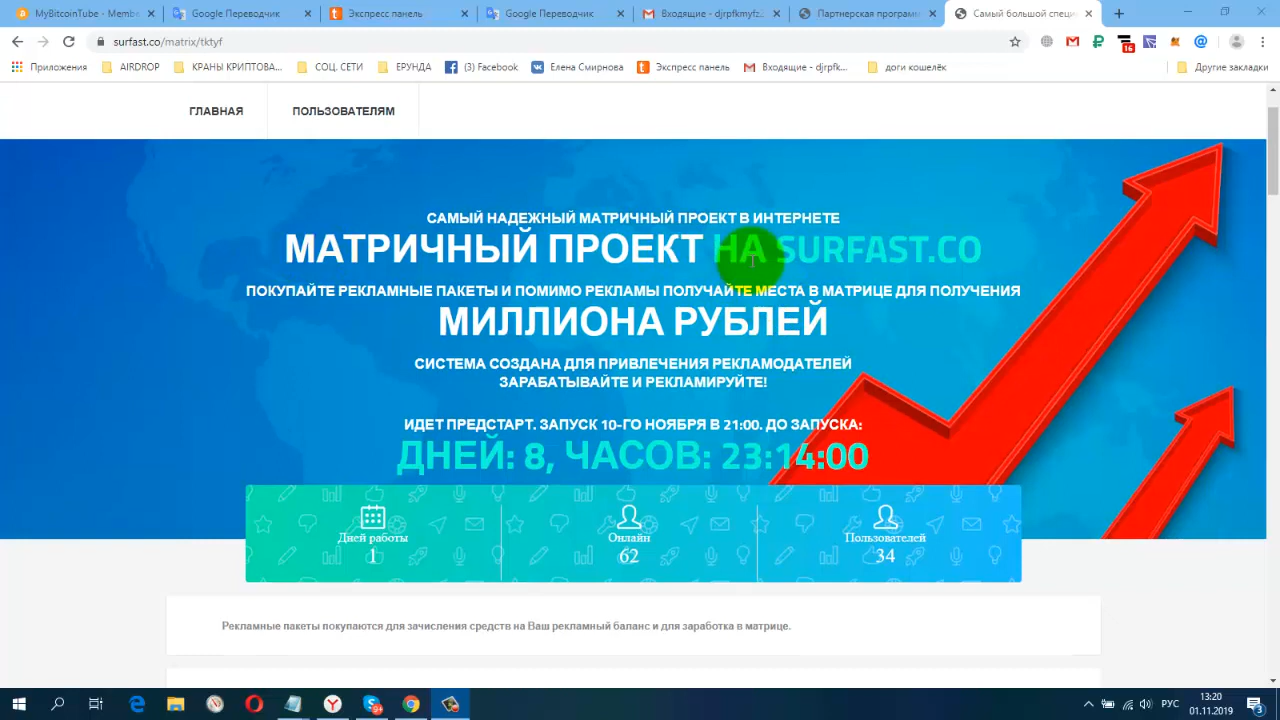 MyBitcoinTube - Membe
Google Переводчик
Экспресс панель
Google Переводчик
Входящие - djrpfkmyfz3
Партнерская программ
Самый большой специ
surfast.co/matrix/tktyf
16
Приложения
AIRDROP
КРАНЫ КРИПТОВА...
СОЦ. СЕТИ
ЕРУНДА
(3) Facebook
Елена Смирнова
Экспресс панель
Входящие - djrpfk...
доги кошелёк
Другие закладки
ГЛАВНАЯ
ПОЛЬЗОВАТЕЛЯМ
САМЫЙ НАДЕЖНЫЙ МАТРИЧНЫЙ ПРОЕКТ В ИНТЕРНЕТЕ
МАТРИЧНЫЙ ПРОЕКТ НА SURFAST.CO
ПОКУПАЙТЕ РЕКЛАМНЫЕ ПАКЕТЫ И ПОМИМО РЕКЛАМЫ ПОЛУЧАЙТЕ МЕСТА В МАТРИЦЕ ДЛЯ ПОЛУЧЕНИЯ
МИЛЛИОНА РУБЛЕЙ
СИСТЕМА СОЗДАНА ДЛЯ ПРИВЛЕЧЕНИЯ РЕКЛАМОДАТЕЛЕЙ
ЗАРАБАТЫВАЙТЕ И РЕКЛАМИРУЙТЕ!
ИДЕТ ПРЕДСТАРТ. ЗАПУСК 10-ГО НОЯБРЯ В 21:00. ДО ЗАПУСКА:
ДНЕЙ: 8, ЧАСОВ: 23:14:00
Дней работы
1
Онлайн
62
Пользователей
34
Рекламные пакеты покупаются для зачисления средств на Ваш рекламный баланс и для заработка в матрице.
РУС
13:20
01.11.2019
3